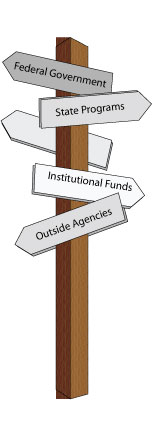 Federal Government
State Programs
Institutional Funds
Outside Agencies